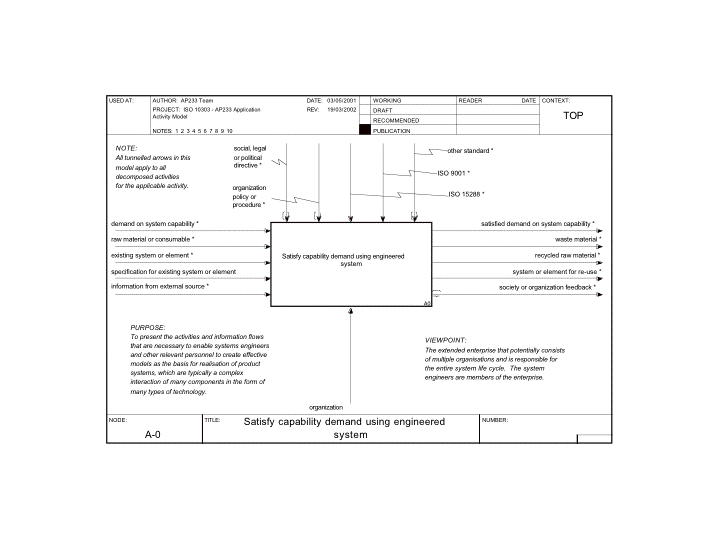 USED AT:
AUTHOR: AP233 Team
DATE: 03/05/2001
WORKING
READER
DATE
CONTEXT:
PROJECT: ISO 10303 - AP233 Application
Activity Model
REV: 19/03/2002
DRAFT
TOP
RECOMMENDED
NOTES: 1 2 3 4 5 6 7 8 9 10
PUBLICATION
NOTE:
All tunnelled arrows in this
model apply to all
decomposed activities
for the applicable activity.
social, legal
or political
directive *
organization
policy or
procedure *
other standard *
ISO 9001 *
ISO 15288 *
demand on system capability *
raw material or consumable *
existing system or element *
specification for existing system or element
information from external source *
Satisfy capability demand using engineered
system
A0
satisfied demand on system capability *
waste material *
recycled raw material *
system or element for re-use *
society or organization feedback *
PURPOSE:
To present the activities and information flows
that are necessary to enable systems engineers
and other relevant personnel to create effective
models as the basis for realisation of product
systems, which are typically a complex
interaction of many components in the form of
many types of technology.
VIEWPOINT:
The extended enterprise that potentially consists
of multiple organisations and is responsible for
the entire system life cycle. The system
engineers are members of the enterprise.
organization
NODE:
A-0
TITLE:
Satisfy capability demand using engineered
system
NUMBER: